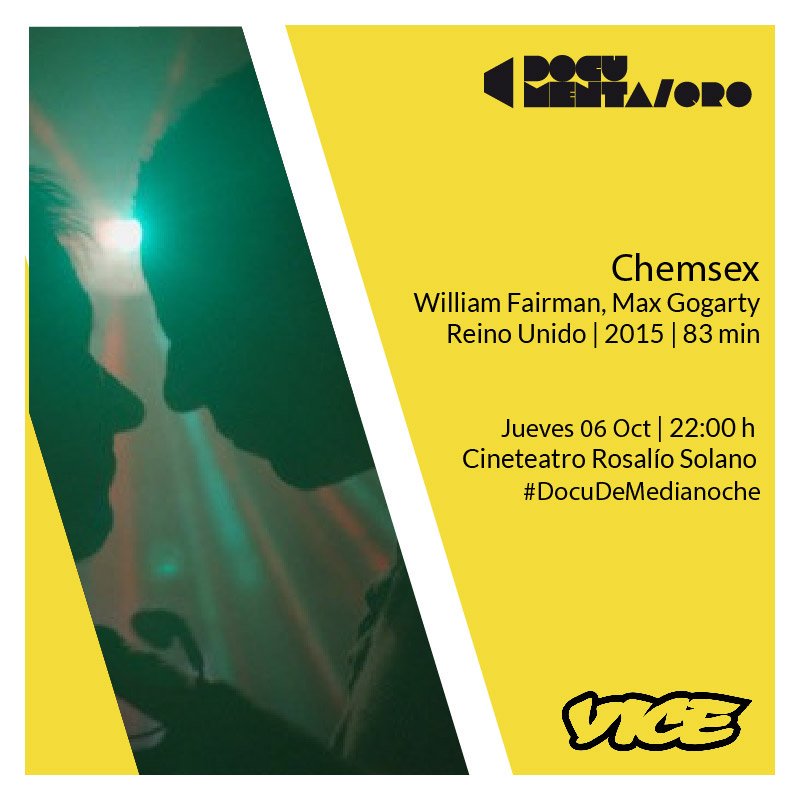 DOCU
MENTA/QRO
Chemsex
William Fairman, Max Gogarty
Reino Unido | 2015 | 83 min
Jueves 06 Oct | 22:00 h
Cineteatro Rosalío Solano
#DocuDeMedianoche
VICE